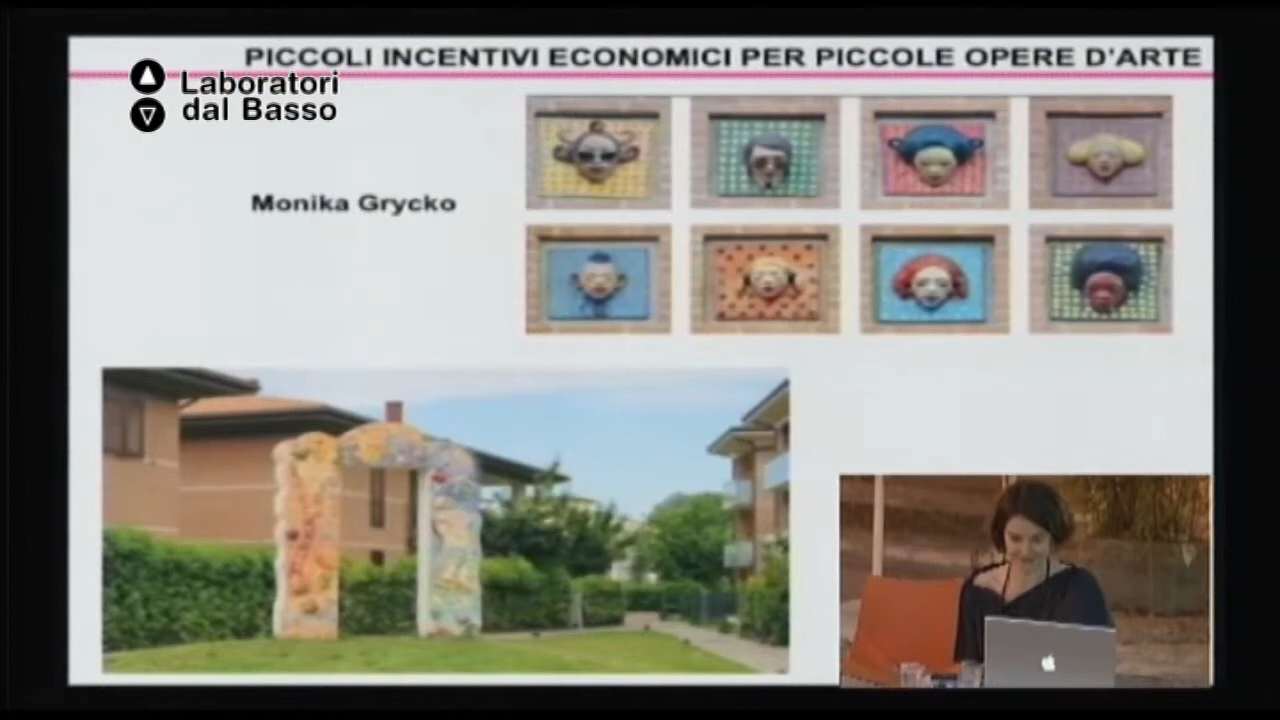 PICCOLI INCENTIVI ECONOMICI PER PICCOLE OPERE D'ARTE
Laboratori
dal Basso
Monika Grycko